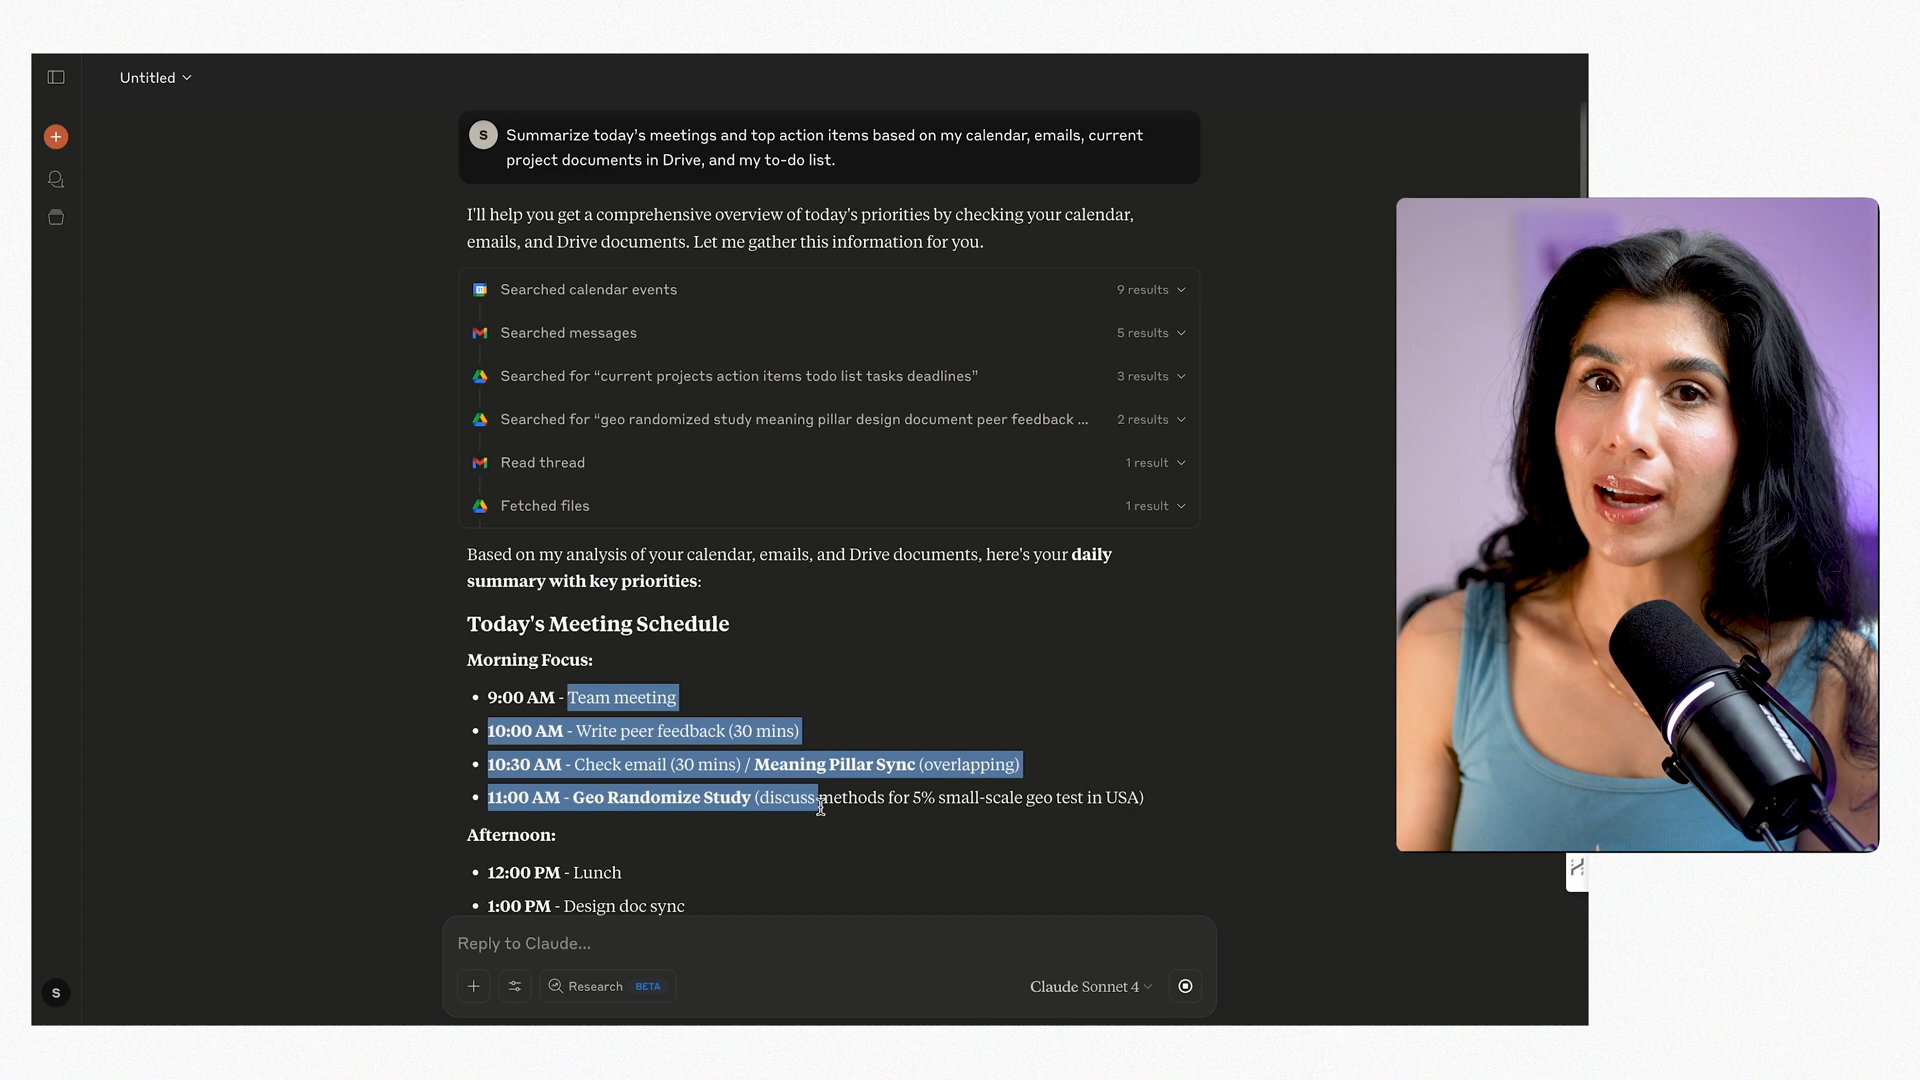 Untitled
S
Summarize today's meetings and top action items based on my calendar, emails, current
project documents in Drive, and my to-do list.
I'll help you get a comprehensive overview of today's priorities by checking your calendar,
emails, and Drive documents. Let me gather this information for you.
Searched calendar events 9 results
Searched messages 5 results
Searched for “current projects action items todo list tasks deadlines” 3 results
Searched for “geo randomized study meaning pillar design document peer feedback ... 2 results
Read thread 1 result
Fetched files 1 result
Based on my analysis of your calendar, emails, and Drive documents, here's your daily
summary with key priorities:
Today's Meeting Schedule
Morning Focus:
• 9:00 AM - Team meeting
• 10:00 AM - Write peer feedback (30 mins)
• 10:30 AM - Check email (30 mins) / Meaning Pillar Sync (overlapping)
• 11:00 AM - Geo Randomize Study (discuss methods for 5% small-scale geo test in USA)
Afternoon:
• 12:00 PM - Lunch
• 1:00 PM - Design doc sync
Reply to Claude...
Research BETA
Claude Sonnet 4
S